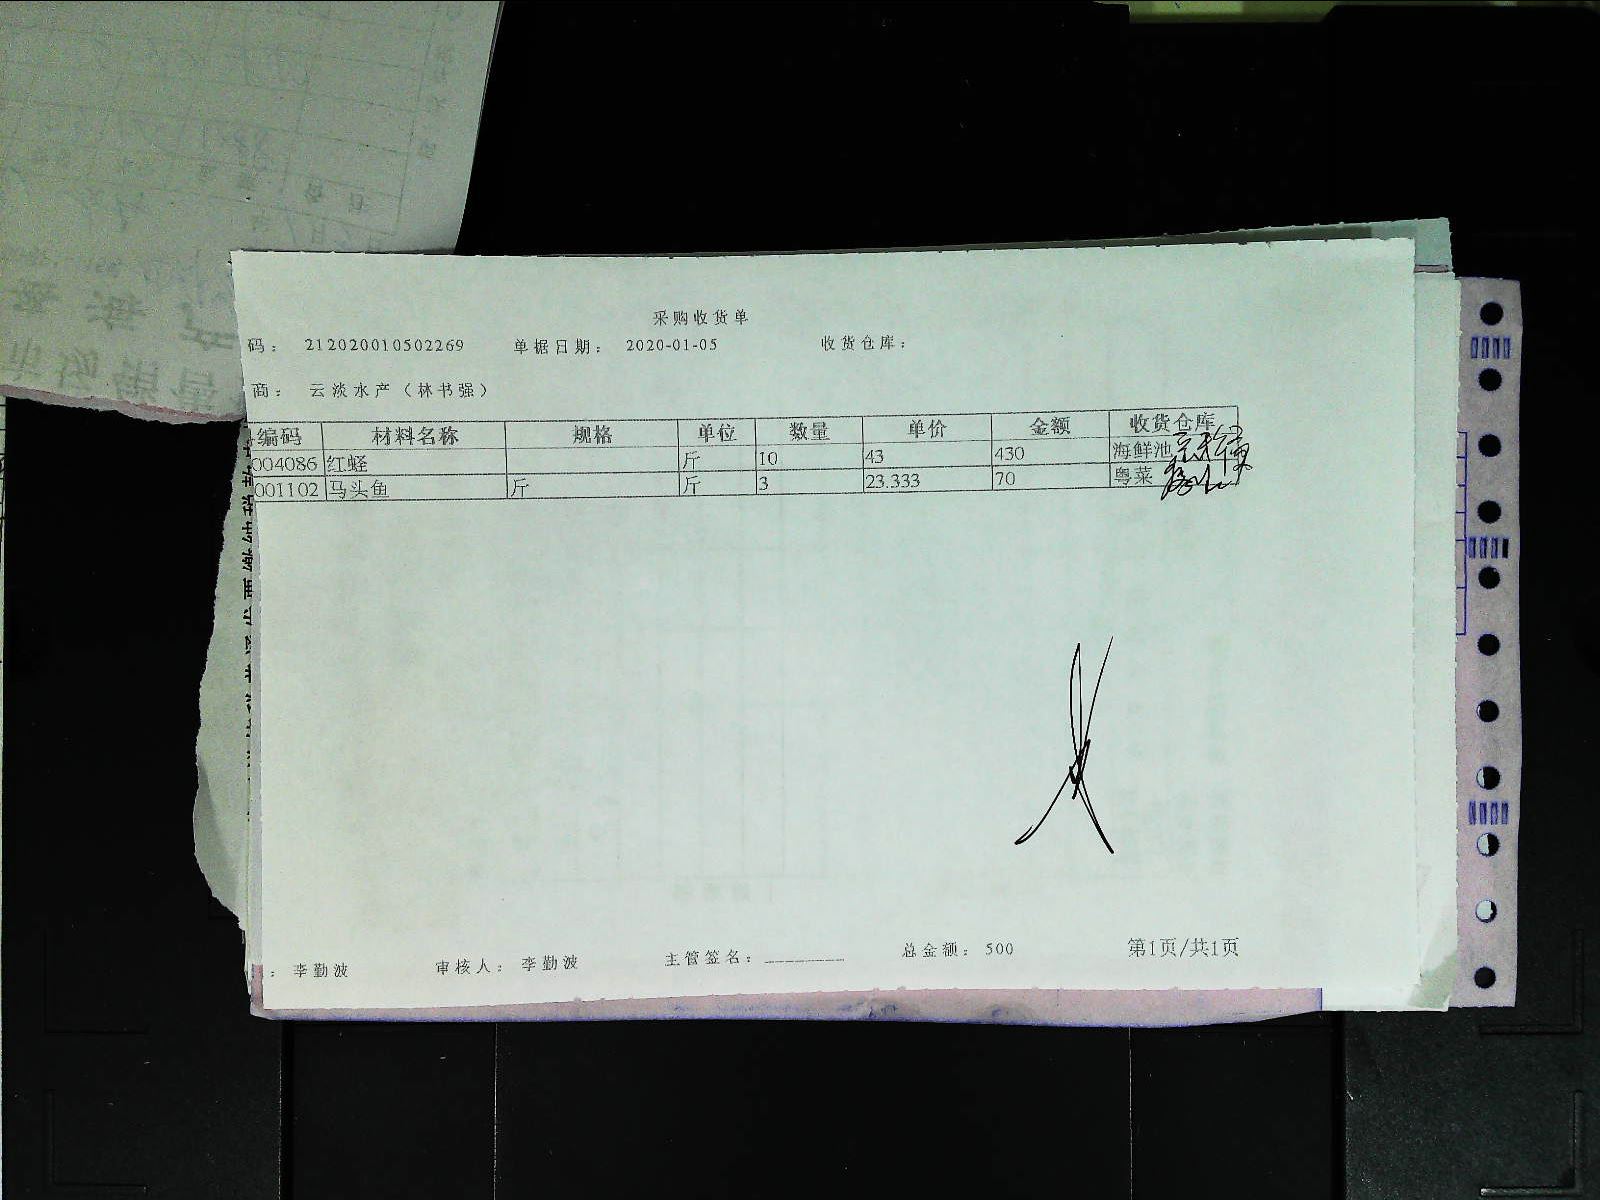 采购收货单
码： 212020010502269 单据日期： 2020-01-05 收货仓库：
商： 云淡水产（林书强）
编码 材料名称 规格 单位 数量 单价 金额 收货仓库
004086 红蛏 斤 10 43 430 海鲜池
001102 马头鱼 斤 斤 3 23.333 70 粤菜
： 李勤波 审核人： 李勤波 主管签名：_________ 总金额： 500 第1页/共1页